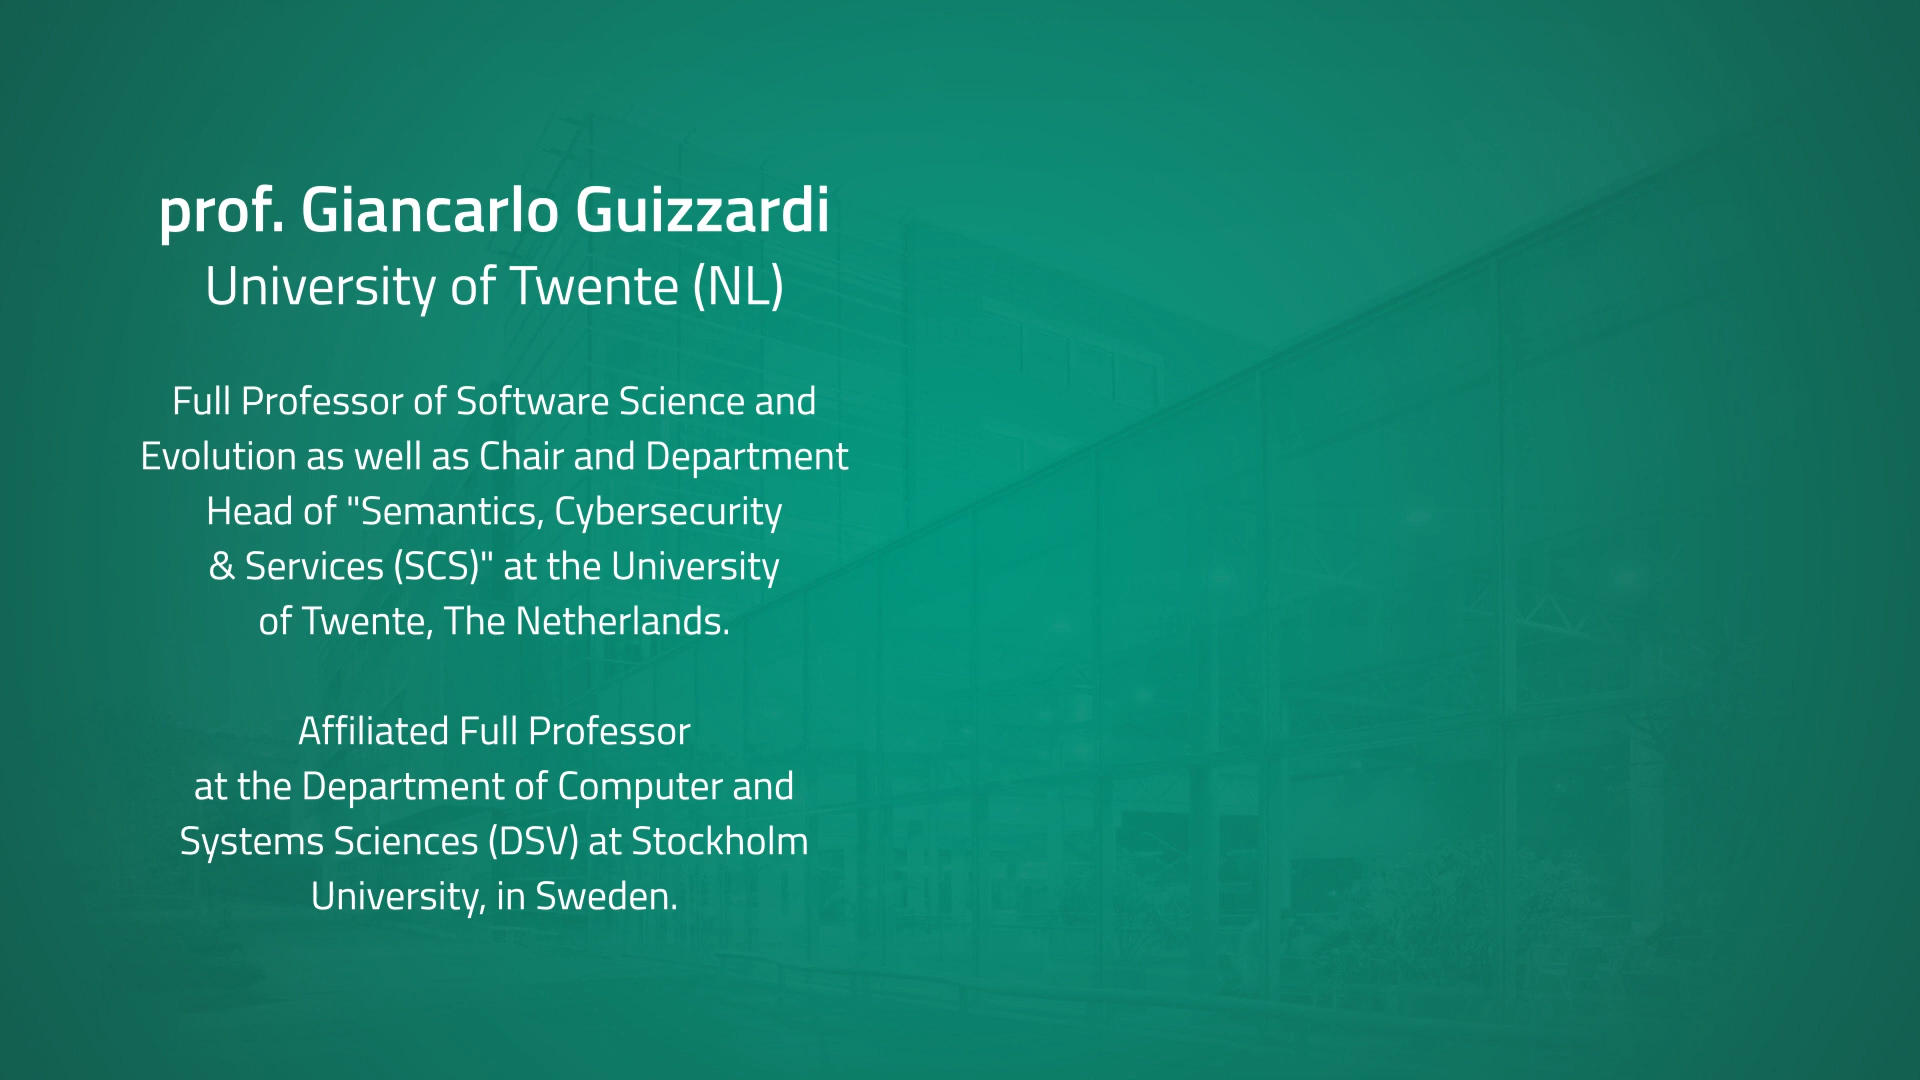 prof. Giancarlo Guizzardi
University of Twente (NL)
Full Professor of Software Science and
Evolution as well as Chair and Department
Head of "Semantics, Cybersecurity
& Services (SCS)" at the University
of Twente, The Netherlands.
Affiliated Full Professor
at the Department of Computer and
Systems Sciences (DSV) at Stockholm
University, in Sweden.